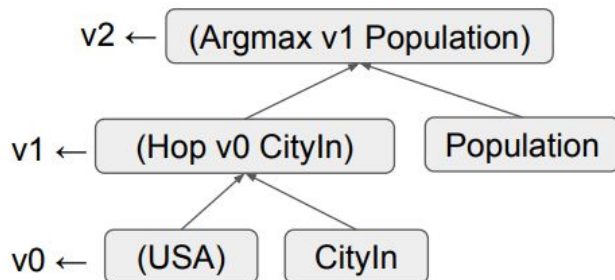 v2 ← (Argmax v1 Population)
v1 ← (Hop v0 CityIn) Population
v0 ← (USA) CityIn